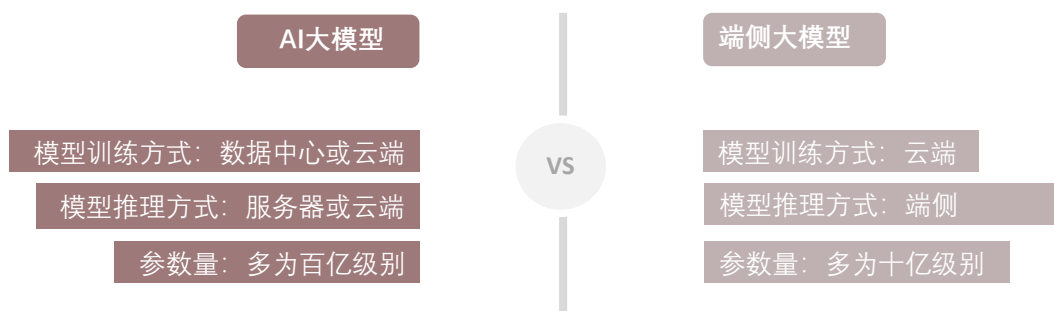 AI大模型
模型训练方式：数据中心或云端
模型推理方式：服务器或云端
参数量：多为百亿级别
VS
端侧大模型
模型训练方式：云端
模型推理方式：端侧
参数量：多为十亿级别